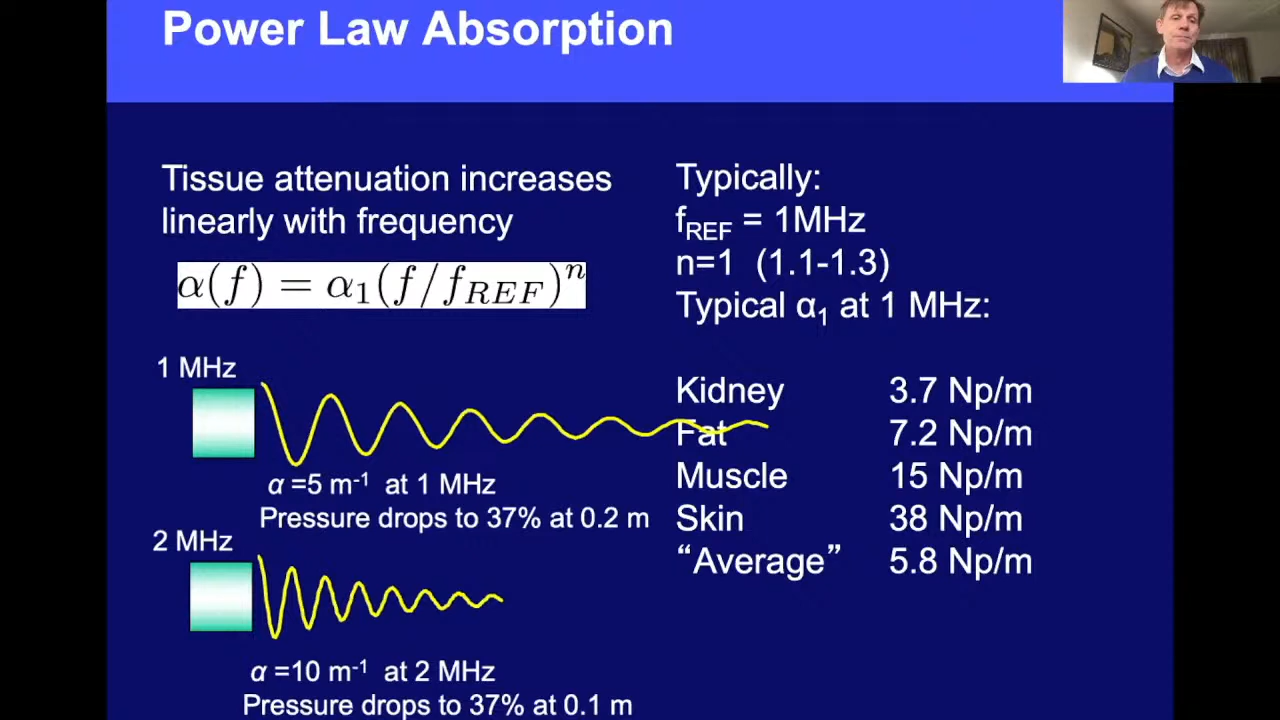 Power Law Absorption
Tissue attenuation increases
linearly with frequency
α(f) = α₁(f/f_REF)ⁿ
1 MHz
α =5 m⁻¹ at 1 MHz
Pressure drops to 37% at 0.2 m
2 MHz
α =10 m⁻¹ at 2 MHz
Pressure drops to 37% at 0.1 m
Typically:
f_REF = 1MHz
n=1 (1.1-1.3)
Typical α₁ at 1 MHz:
Kidney 3.7 Np/m
Fat 7.2 Np/m
Muscle 15 Np/m
Skin 38 Np/m
“Average” 5.8 Np/m